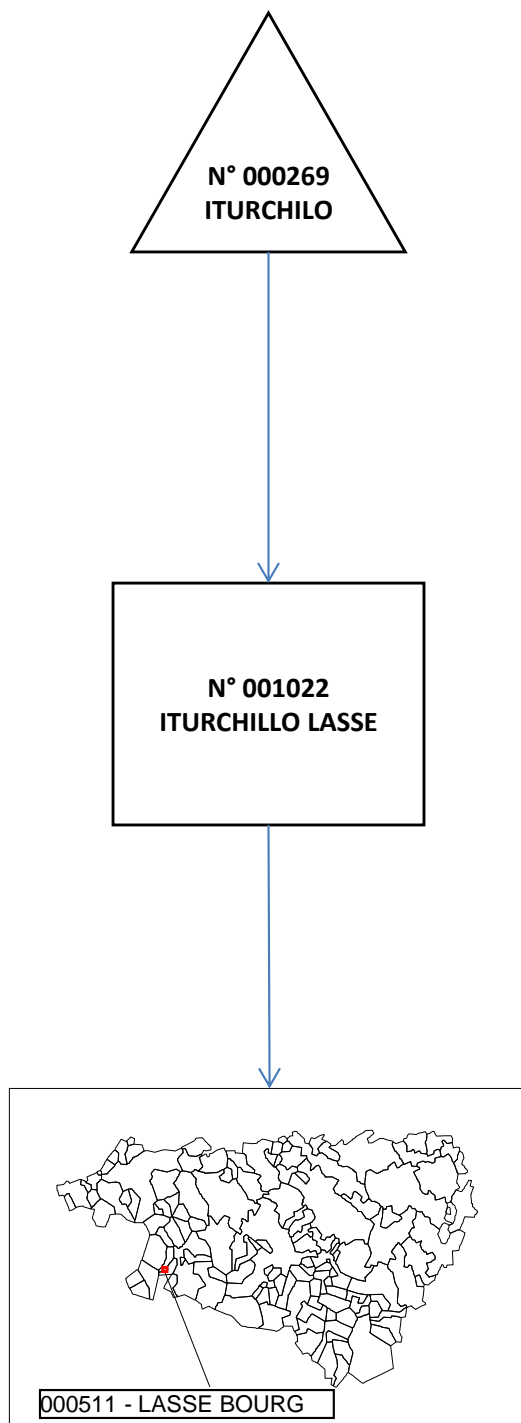 N° 000269
ITURCHILO
N° 001022
ITURCHILLO LASSE
000511 - LASSE BOURG